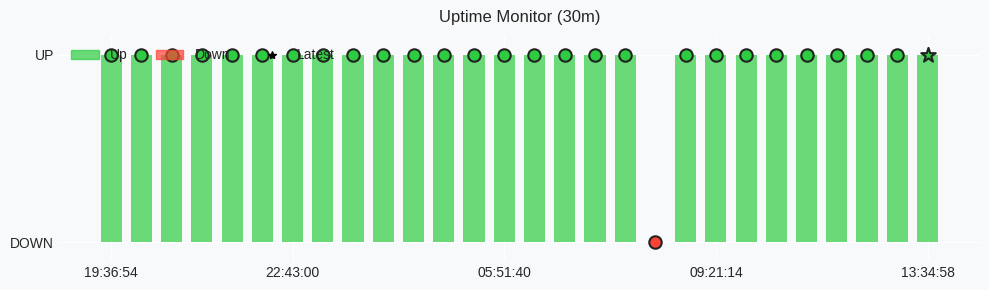 Uptime Monitor (30m)
UP
Up Down Latest
DOWN
19:36:54 22:43:00 05:51:40 09:21:14 13:34:58